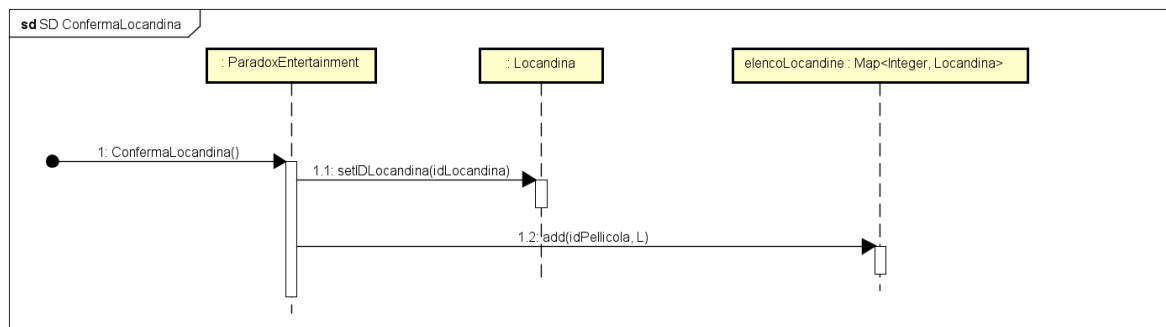 sd SD ConfermaLocandina
: ParadoxEntertainment
: Locandina
elencoLocandine : Map<Integer, Locandina>
1: ConfermaLocandina()
1.1: setIDLocandina(idLocandina)
1.2: add(idPellicola, L)